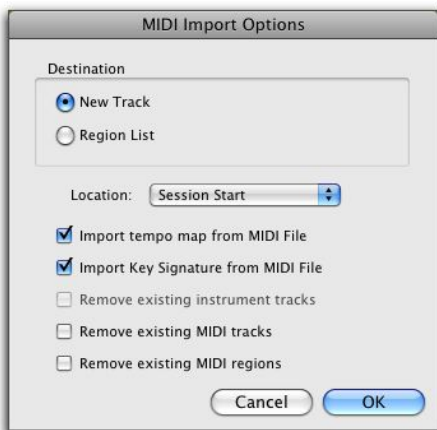 MIDI Import Options
Destination
New Track
Region List
Location: Session Start
Import tempo map from MIDI File
Import Key Signature from MIDI File
Remove existing instrument tracks
Remove existing MIDI tracks
Remove existing MIDI regions
Cancel OK